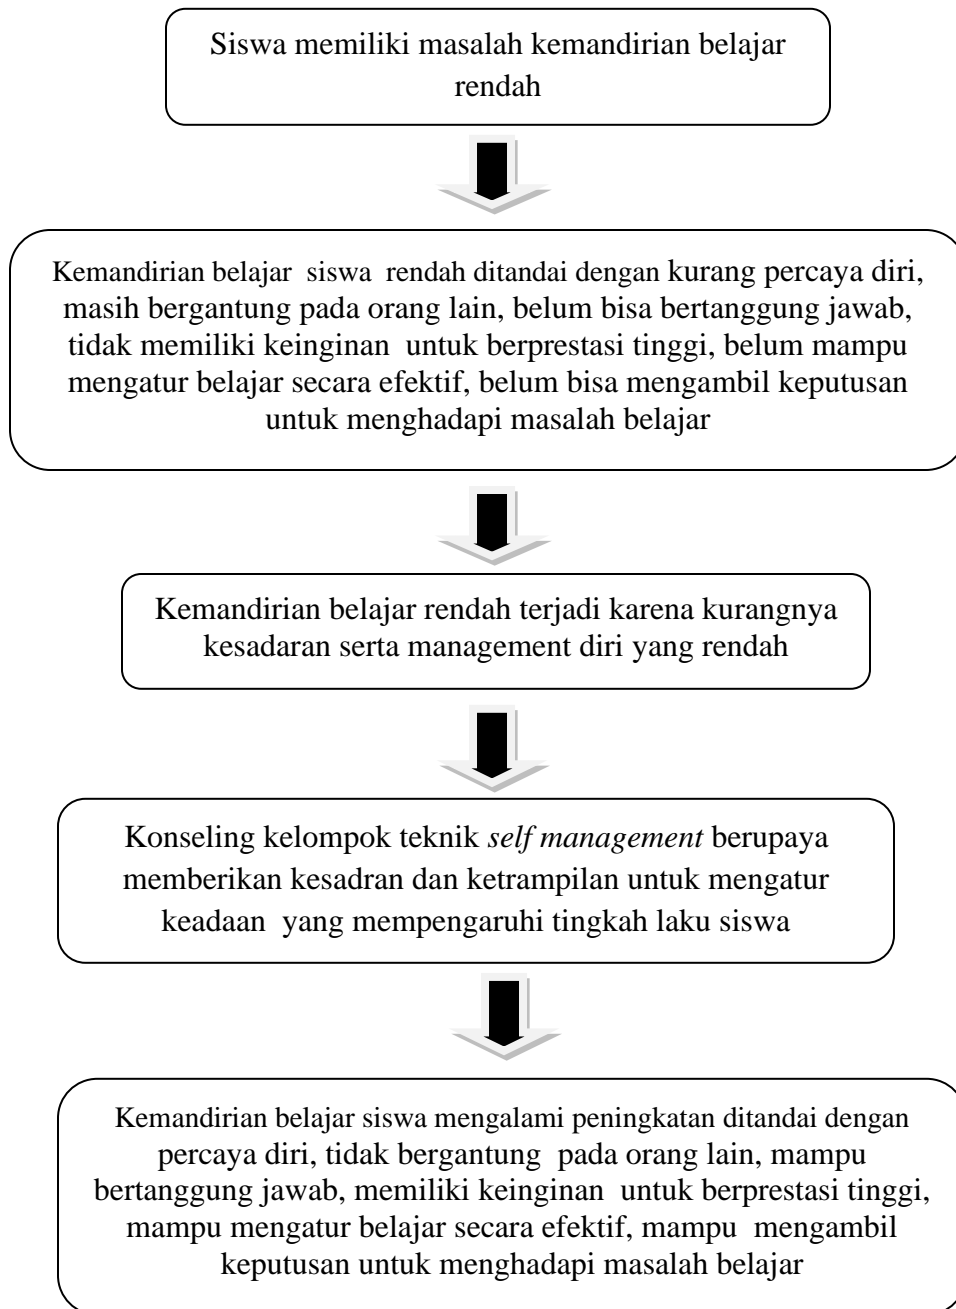 Siswa memiliki masalah kemandirian belajar
rendah
Kemandirian belajar siswa rendah ditandai dengan kurang percaya diri,
masih bergantung pada orang lain, belum bisa bertanggung jawab,
tidak memiliki keinginan untuk berprestasi tinggi, belum mampu
mengatur belajar secara efektif, belum bisa mengambil keputusan
untuk menghadapi masalah belajar
Kemandirian belajar rendah terjadi karena kurangnya
kesadaran serta management diri yang rendah
Konseling kelompok teknik self management berupaya
memberikan kesadran dan ketrampilan untuk mengatur
keadaan yang mempengaruhi tingkah laku siswa
Kemandirian belajar siswa mengalami peningkatan ditandai dengan
percaya diri, tidak bergantung pada orang lain, mampu
bertanggung jawab, memiliki keinginan untuk berprestasi tinggi,
mampu mengatur belajar secara efektif, mampu mengambil
keputusan untuk menghadapi masalah belajar